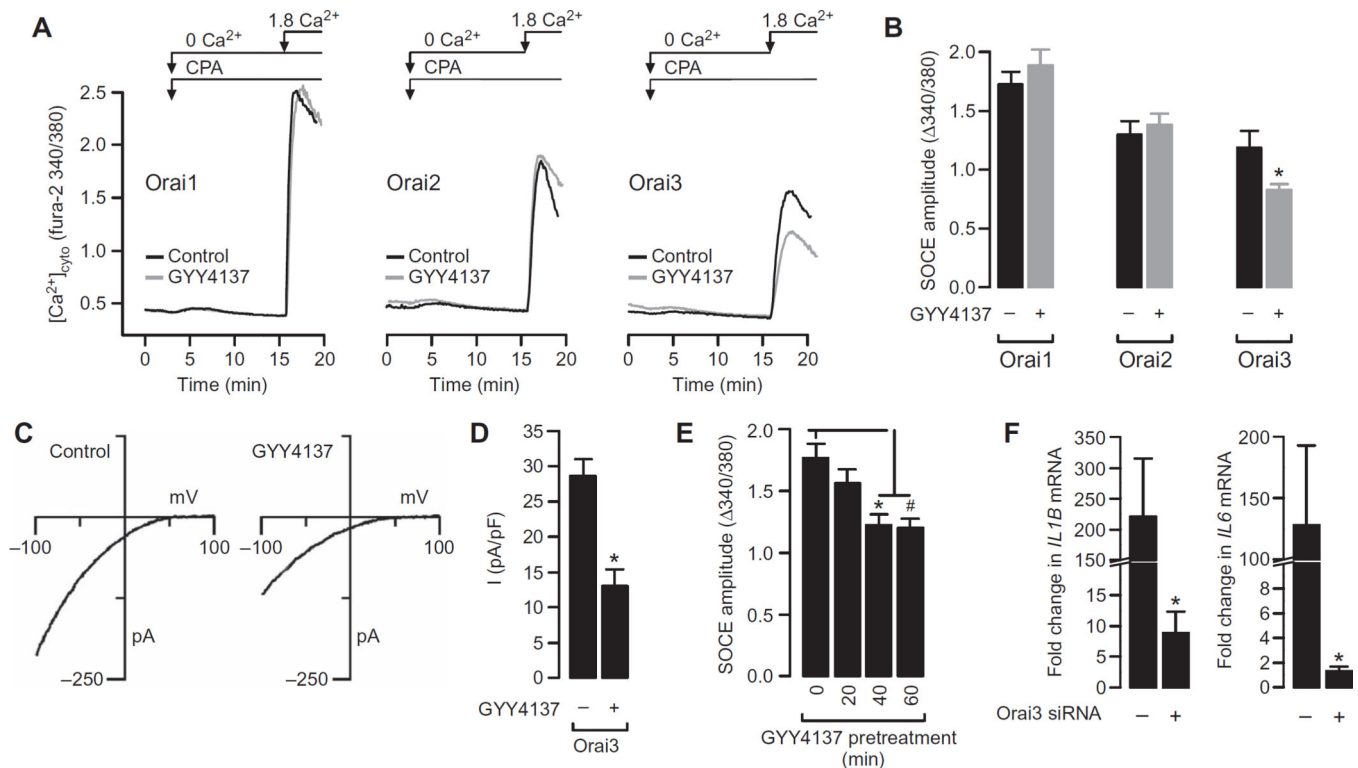 A
0 Ca²⁺
1.8 Ca²⁺
CPA
0 Ca²⁺
1.8 Ca²⁺
CPA
0 Ca²⁺
1.8 Ca²⁺
CPA
[Ca²⁺]cyto (fura-2 340/380)
2.5
2.0
1.5
1.0
0.5
Orai1
Control
GYY4137
Orai2
Control
GYY4137
Orai3
Control
GYY4137
0 5 10 15 20
Time (min)
0 5 10 15 20
Time (min)
0 5 10 15 20
Time (min)
B
SOCE amplitude (Δ340/380)
2.0
1.5
1.0
0.5
0.0
*
GYY4137 – + – + – +
Orai1 Orai2 Orai3
C
Control
mV
–100 100
pA
–250
GYY4137
mV
–100 100
pA
–250
D
I (pA/pF)
35
30
25
20
15
10
5
0
*
GYY4137 – +
Orai3
E
SOCE amplitude (Δ340/380)
2.0
1.5
1.0
0.5
0.0
* #
0 20 40 60
GYY4137 pretreatment
(min)
F
Fold change in IL1B mRNA
350
300
250
200
150
15
10
5
0
*
Orai3 siRNA – +
Fold change in IL6 mRNA
200
150
100
8
6
4
2
0
*
– +